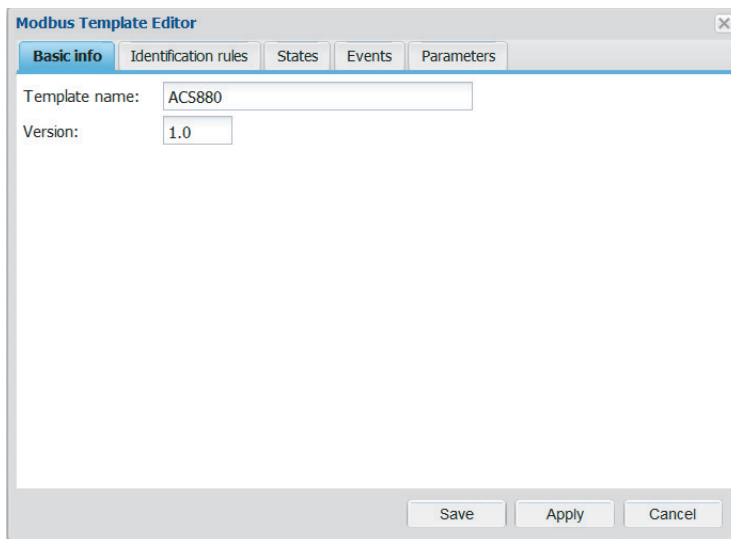 Modbus Template Editor
Basic info Identification rules States Events Parameters
Template name: ACS880
Version: 1.0
Save Apply Cancel